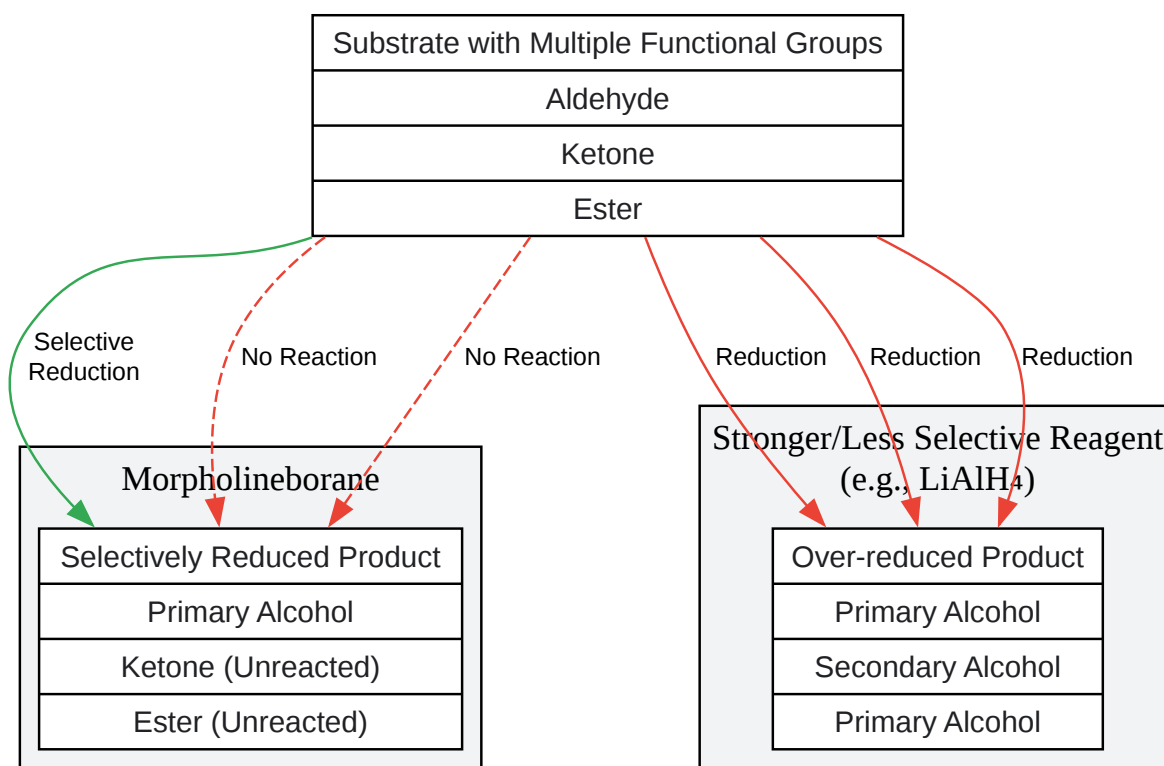 Substrate with Multiple Functional Groups
Aldehyde
Ketone
Ester
Selective
Reduction
No Reaction
No Reaction
Reduction
Reduction
Reduction
Morpholineborane
Selectively Reduced Product
Primary Alcohol
Ketone (Unreacted)
Ester (Unreacted)
Stronger/Less Selective Reagent
(e.g., LiAlH₄)
Over-reduced Product
Primary Alcohol
Secondary Alcohol
Primary Alcohol